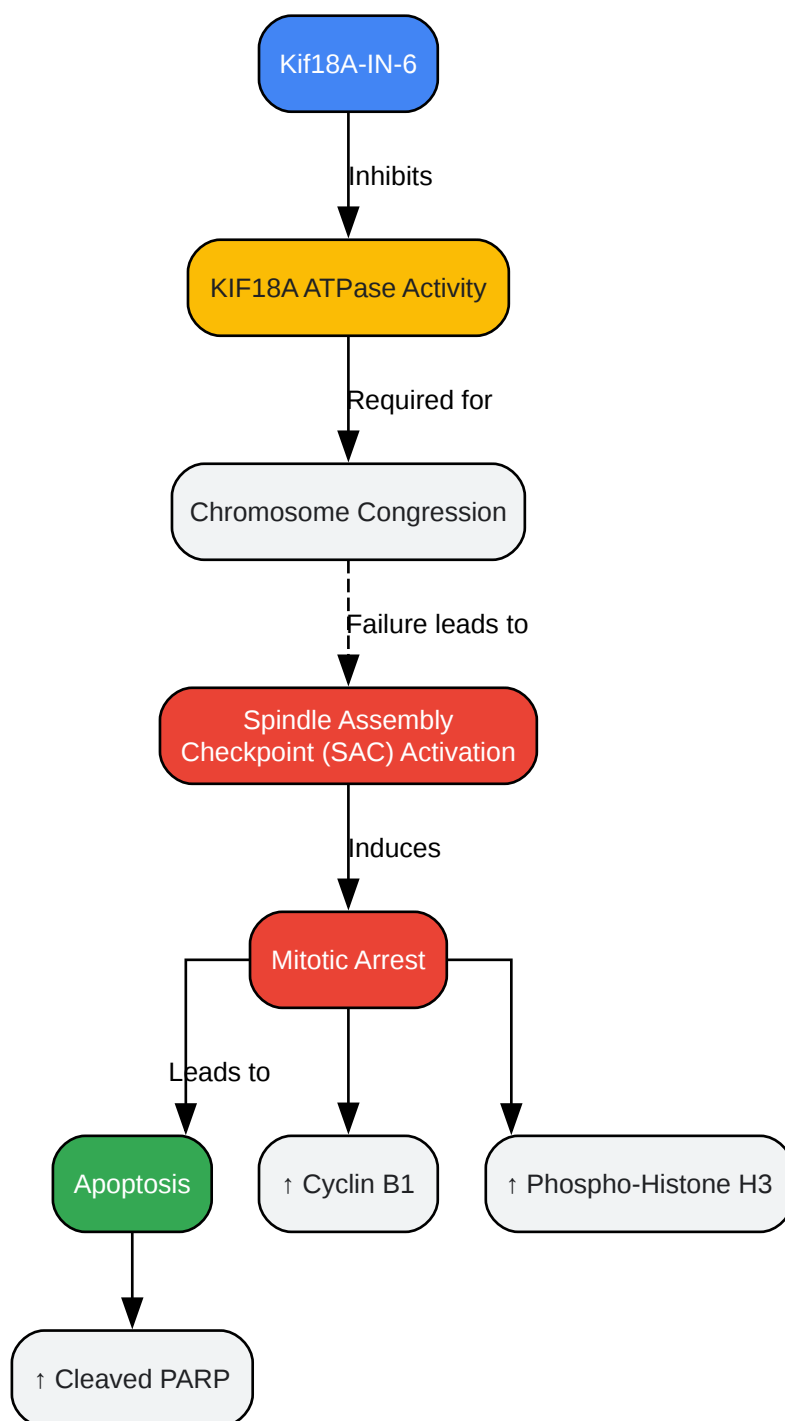 Kif18A-IN-6
Inhibits
KIF18A ATPase Activity
Required for
Chromosome Congression
Failure leads to
Spindle Assembly
Checkpoint (SAC) Activation
Induces
Mitotic Arrest
Leads to
Apoptosis
↑ Cyclin B1
↑ Phospho-Histone H3
↑ Cleaved PARP